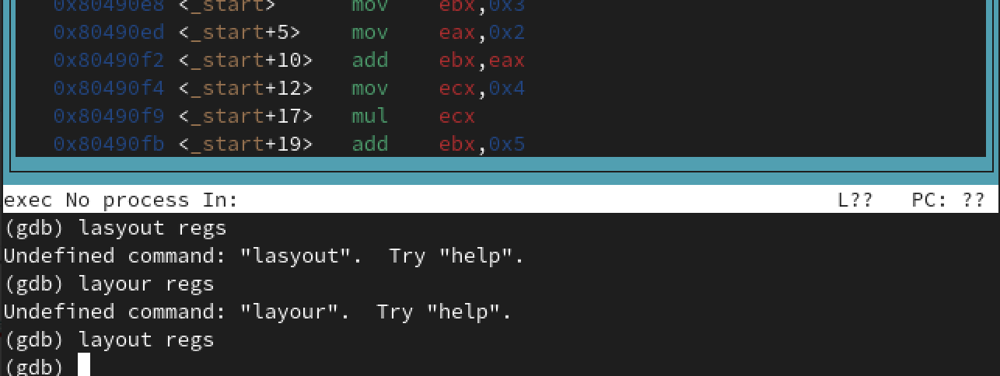 0x80490e8 <_start> mov ebx,0x3
0x80490ed <_start+5> mov eax,0x2
0x80490f2 <_start+10> add ebx,eax
0x80490f4 <_start+12> mov ecx,0x4
0x80490f9 <_start+17> mul ecx
0x80490fb <_start+19> add ebx,0x5
exec No process In: L?? PC: ??
(gdb) lasyout regs
Undefined command: "lasyout".  Try "help".
(gdb) layour regs
Undefined command: "layour".  Try "help".
(gdb) layout regs
(gdb)